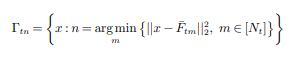 Γ_{tn} = { x : n = argmin_m { ||x − F̄_{tm}||_2^2, m ∈ [N_t] } }